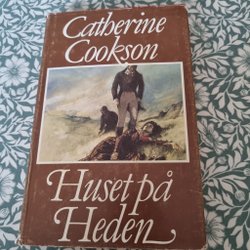 Catherine
Cookson
Huset på
Heden